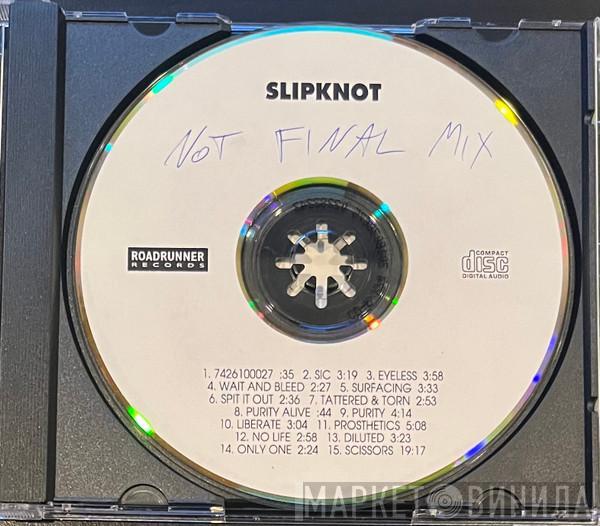 SLIPKNOT
NOT FINAL MIX
ROADRUNNER
RECORDS
COMPACT
disc
DIGITAL AUDIO
1. 7426100027 :35 2. SIC 3:19 3. EYELESS 3:58
4. WAIT AND BLEED 2:27 5. SURFACING 3:33
6. SPIT IT OUT 2:36 7. TATTERED & TORN 2:53
8. PURITY ALIVE :44 9. PURITY 4:14
10. LIBERATE 3:04 11. PROSTHETICS 5:08
12. NO LIFE 2:58 13. DILUTED 3:23
14. ONLY ONE 2:24 15. SCISSORS 19:17
МАРКЕТ ВИНИЛА